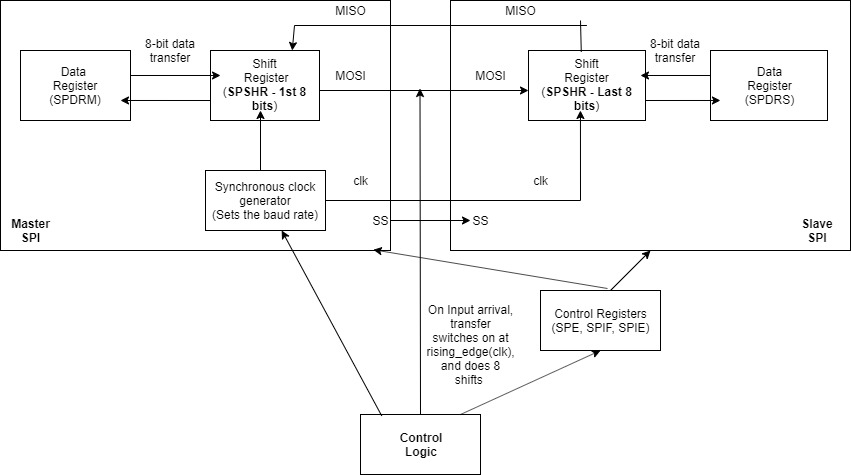 MISO
MISO
8-bit data
transfer
8-bit data
transfer
Data
Register
(SPDRM)
Shift
Register
(SPSHR - 1st 8
bits)
MOSI
MOSI
Shift
Register
(SPSHR - Last 8
bits)
Data
Register
(SPDRS)
Synchronous clock
generator
(Sets the baud rate)
clk
clk
Master
SPI
SS
SS
Slave
SPI
On Input arrival,
transfer
switches on at
rising_edge(clk),
and does 8
shifts
Control Registers
(SPE, SPIF, SPIE)
Control
Logic